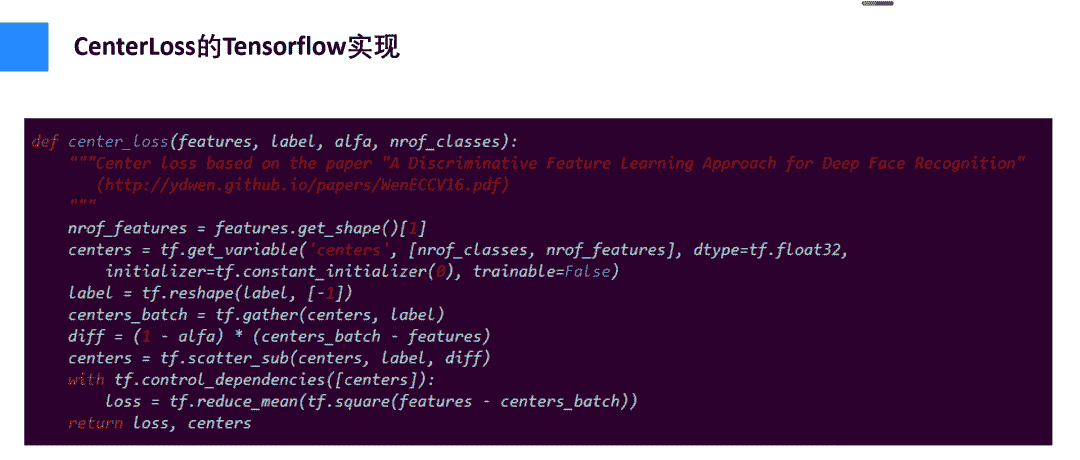 CenterLoss的Tensorflow实现
def center_loss(features, label, alfa, nrof_classes):
    """Center loss based on the paper "A Discriminative Feature Learning Approach for Deep Face Recognition"
       (http://ydwen.github.io/papers/WenECCV16.pdf)
    """
    nrof_features = features.get_shape()[1]
    centers = tf.get_variable('centers', [nrof_classes, nrof_features], dtype=tf.float32,
        initializer=tf.constant_initializer(0), trainable=False)
    label = tf.reshape(label, [-1])
    centers_batch = tf.gather(centers, label)
    diff = (1 - alfa) * (centers_batch - features)
    centers = tf.scatter_sub(centers, label, diff)
    with tf.control_dependencies([centers]):
        loss = tf.reduce_mean(tf.square(features - centers_batch))
    return loss, centers